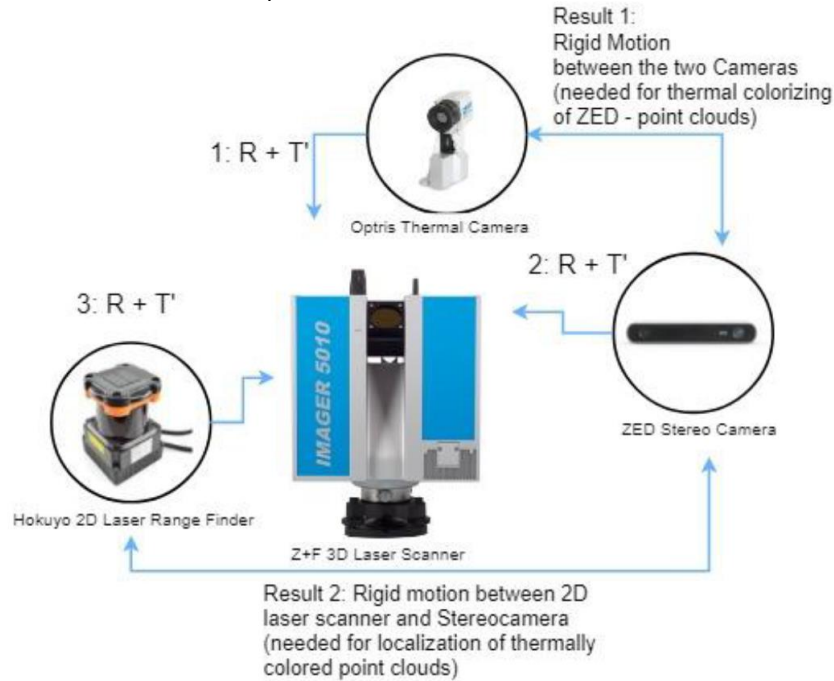 Result 1:
Rigid Motion
between the two Cameras
(needed for thermal colorizing
of ZED - point clouds)
1: R + T'
Optris Thermal Camera
2: R + T'
3: R + T'
IMAGER 5010
ZED Stereo Camera
Hokuyo 2D Laser Range Finder
Z+F 3D Laser Scanner
Result 2: Rigid motion between 2D
laser scanner and Stereocamera
(needed for localization of thermally
colored point clouds)